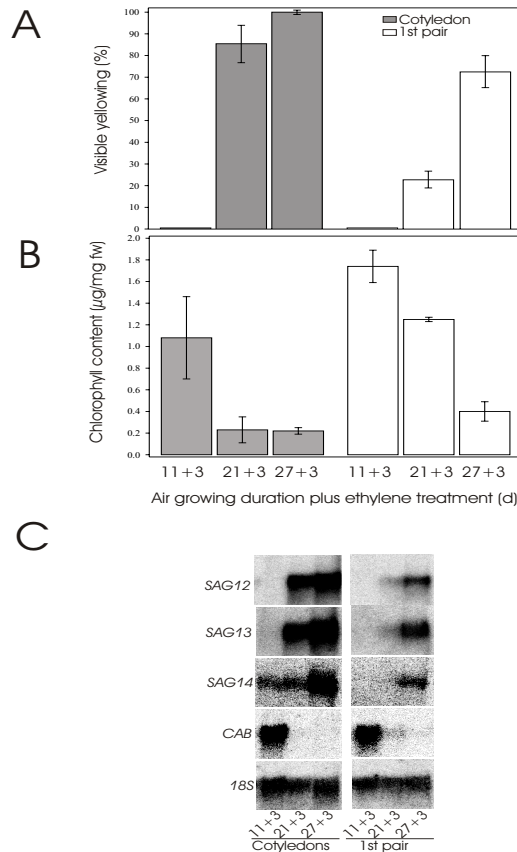 A
Cotyledon
1st pair
Visible yellowing (%)
100
90
80
70
60
50
40
30
20
10
0
B
Chlorophyll content (µg/mg fw)
1.8
1.6
1.4
1.2
1.0
0.8
0.6
0.4
0.2
0.0
11+3 21+3 27+3 11+3 21+3 27+3
Air growing duration plus ethylene treatment (d)
C
SAG12
SAG13
SAG14
CAB
18S
11+3 21+3 27+3 11+3 21+3 27+3
Cotyledons 1st pair